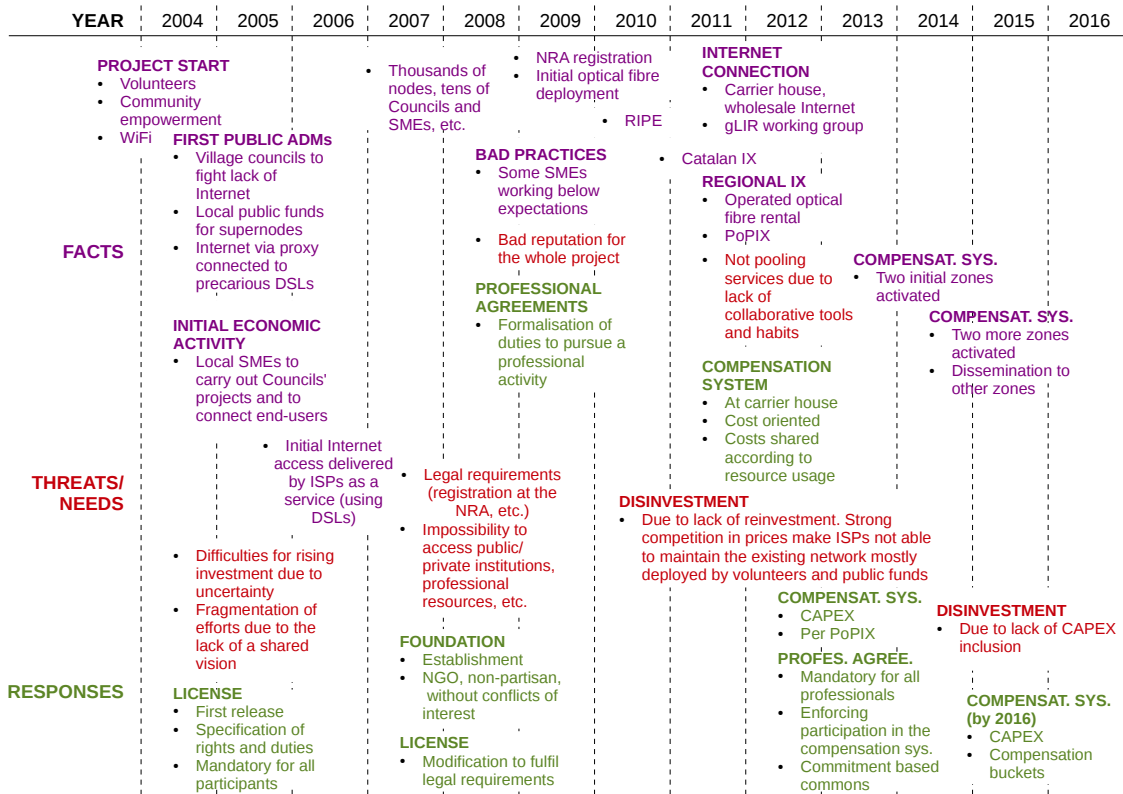 YEAR 2004 2005 2006 2007 2008 2009 2010 2011 2012 2013 2014 2015 2016
PROJECT START
• Volunteers
• Community
empowerment
• WiFi
FIRST PUBLIC ADMs
• Village councils to
fight lack of
Internet
• Local public funds
for supernodes
• Internet via proxy
connected to
precarious DSLs
INITIAL ECONOMIC
ACTIVITY
• Local SMEs to
carry out Councils'
projects and to
connect end-users
• Initial Internet
access delivered
by ISPs as a
service (using
DSLs)
• Thousands of
nodes, tens of
Councils and
SMEs, etc.
• NRA registration
• Initial optical fibre
deployment
• RIPE
BAD PRACTICES
• Some SMEs
working below
expectations
• Bad reputation for
the whole project
PROFESSIONAL
AGREEMENTS
• Formalisation of
duties to pursue a
professional
activity
• Catalan IX
INTERNET
CONNECTION
• Carrier house,
wholesale Internet
• gLIR working group
REGIONAL IX
• Operated optical
fibre rental
• PoPIX
• Not pooling
services due to
lack of
collaborative tools
and habits
COMPENSATION
SYSTEM
• At carrier house
• Cost oriented
• Costs shared
according to
resource usage
COMPENSAT. SYS.
• Two initial zones
activated
COMPENSAT. SYS.
• Two more zones
activated
• Dissemination to
other zones
FACTS
THREATS/
NEEDS
• Difficulties for rising
investment due to
uncertainty
• Fragmentation of
efforts due to the
lack of a shared
vision
• Legal requirements
(registration at the
NRA, etc.)
• Impossibility to
access public/
private institutions,
professional
resources, etc.
DISINVESTMENT
• Due to lack of reinvestment. Strong
competition in prices make ISPs not able
to maintain the existing network mostly
deployed by volunteers and public funds
DISINVESTMENT
• Due to lack of CAPEX
inclusion
RESPONSES
LICENSE
• First release
• Specification of
rights and duties
• Mandatory for all
participants
FOUNDATION
• Establishment
• NGO, non-partisan,
without conflicts of
interest
LICENSE
• Modification to fulfil
legal requirements
COMPENSAT. SYS.
• CAPEX
• Per PoPIX
PROFES. AGREE.
• Mandatory for all
professionals
• Enforcing
participation in the
compensation sys.
• Commitment based
commons
COMPENSAT. SYS.
(by 2016)
• CAPEX
• Compensation
buckets